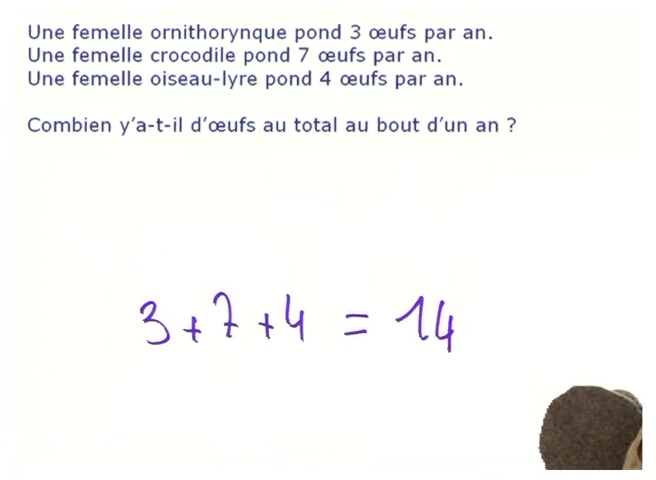 Une femelle ornithorynque pond 3 œufs par an.
Une femelle crocodile pond 7 œufs par an.
Une femelle oiseau-lyre pond 4 œufs par an.
Combien y’a-t-il d’œufs au total au bout d’un an ?
3 + 7 + 4 = 14